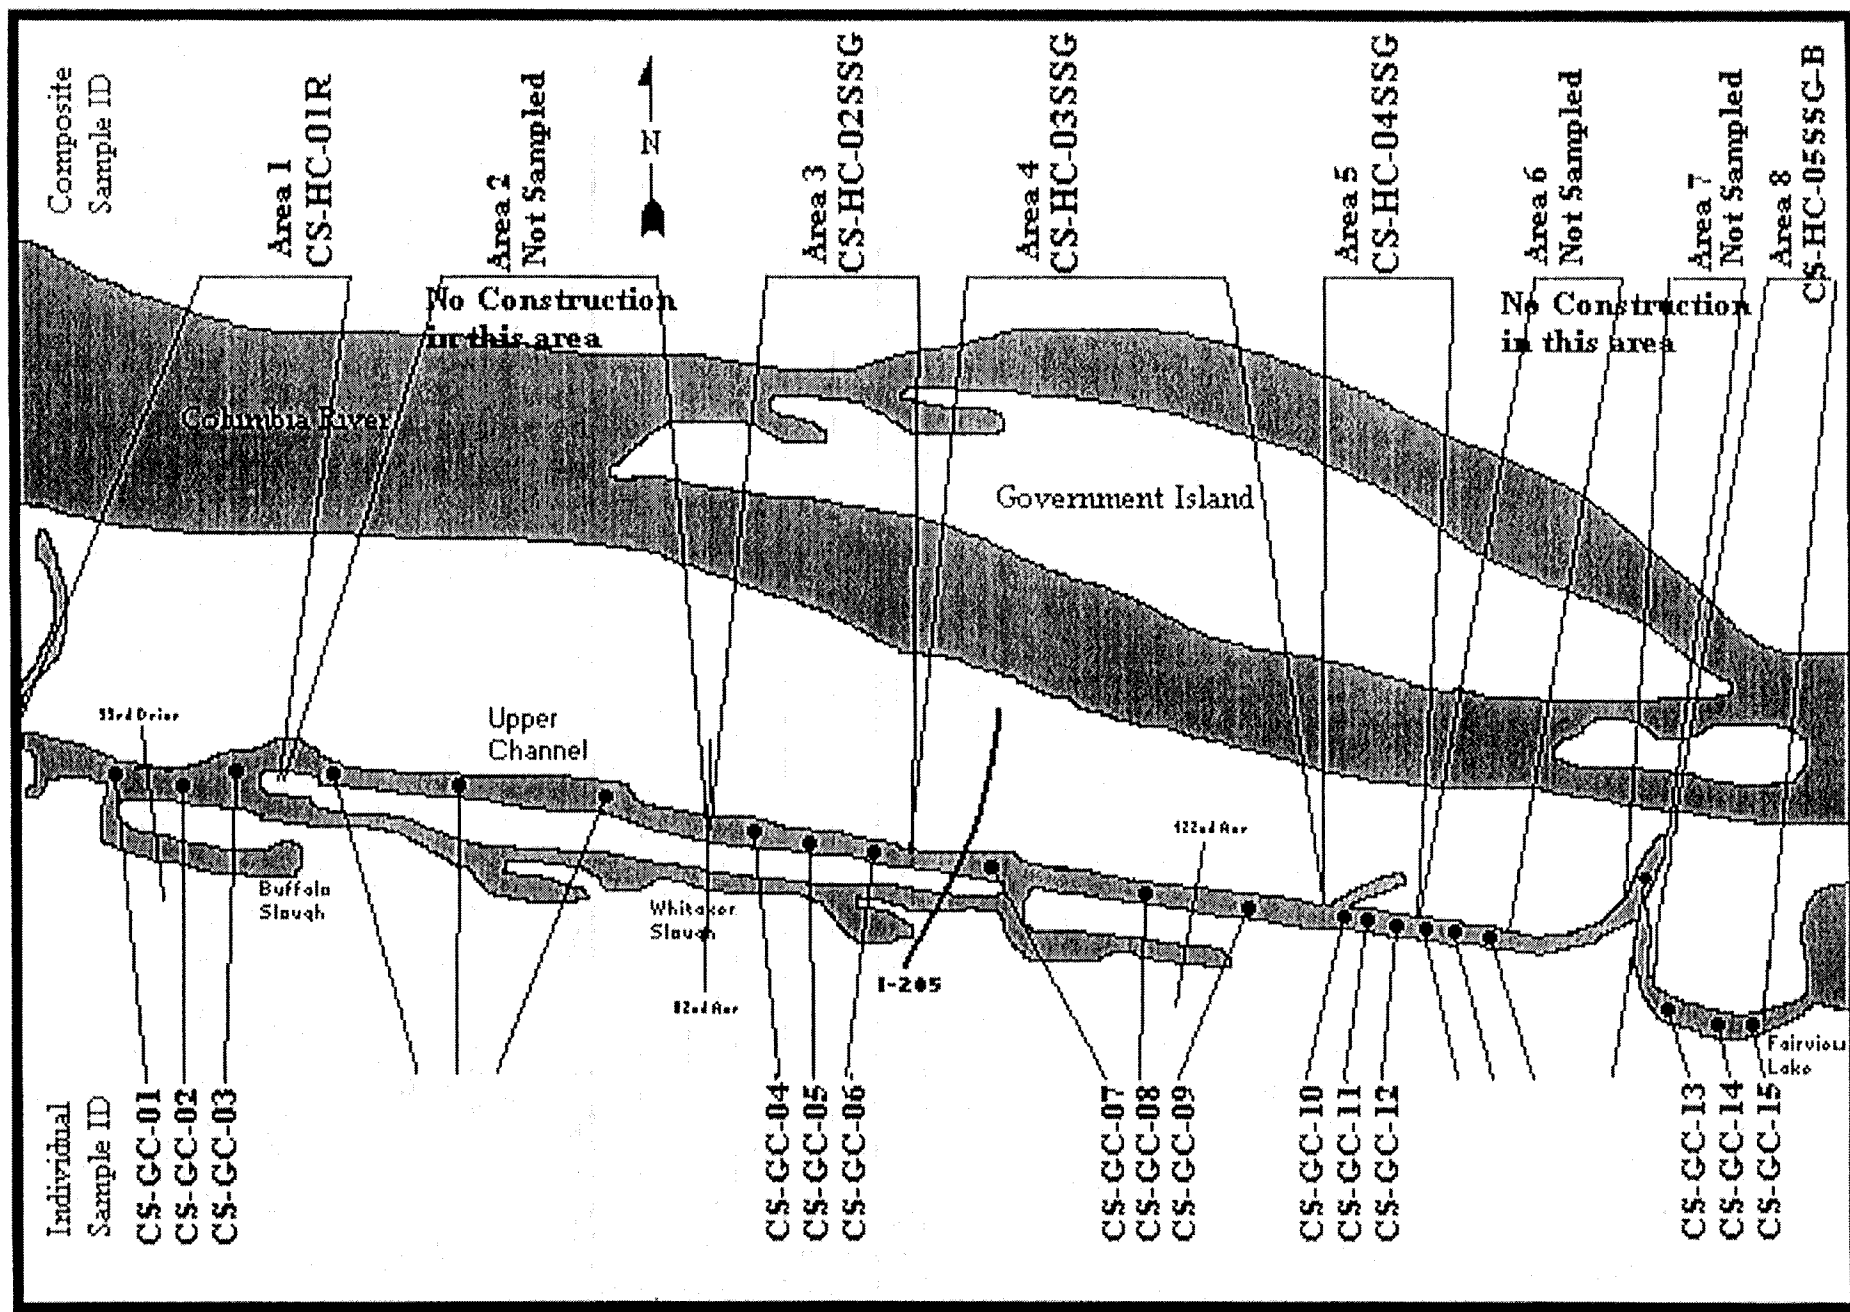 Composite
Sample ID
Area 1
CS-HC-01R
Area 2
Not Sampled
N
Area 3
CS-HC-02SSG
Area 4
CS-HC-03SSG
Area 5
CS-HC-04SSG
Area 6
Not Sampled
Area 7
Not Sampled
Area 8
CS-HC-05SSG-B
No Construction
in this area
No Construction
in this area
Columbia River
Government Island
33rd Drive
Upper
Channel
Buffalo
Slough
Whitaker
Slough
82nd Ave
I-205
122nd Ave
Fairview
Lake
Individual
Sample ID
CS-GC-01
CS-GC-02
CS-GC-03
CS-GC-04
CS-GC-05
CS-GC-06
CS-GC-07
CS-GC-08
CS-GC-09
CS-GC-10
CS-GC-11
CS-GC-12
CS-GC-13
CS-GC-14
CS-GC-15